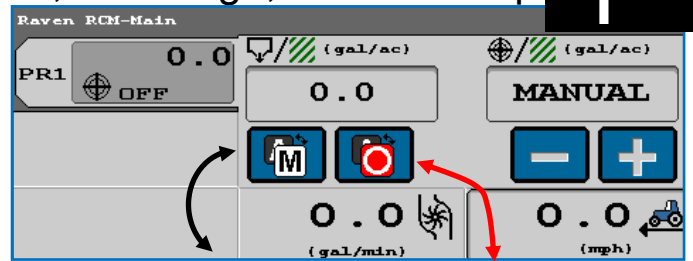 Raven RCM-Main
PR1
0.0
OFF
(gal/ac)
0.0
(gal/ac)
MANUAL
M
0.0
(gal/min)
0.0
(mph)